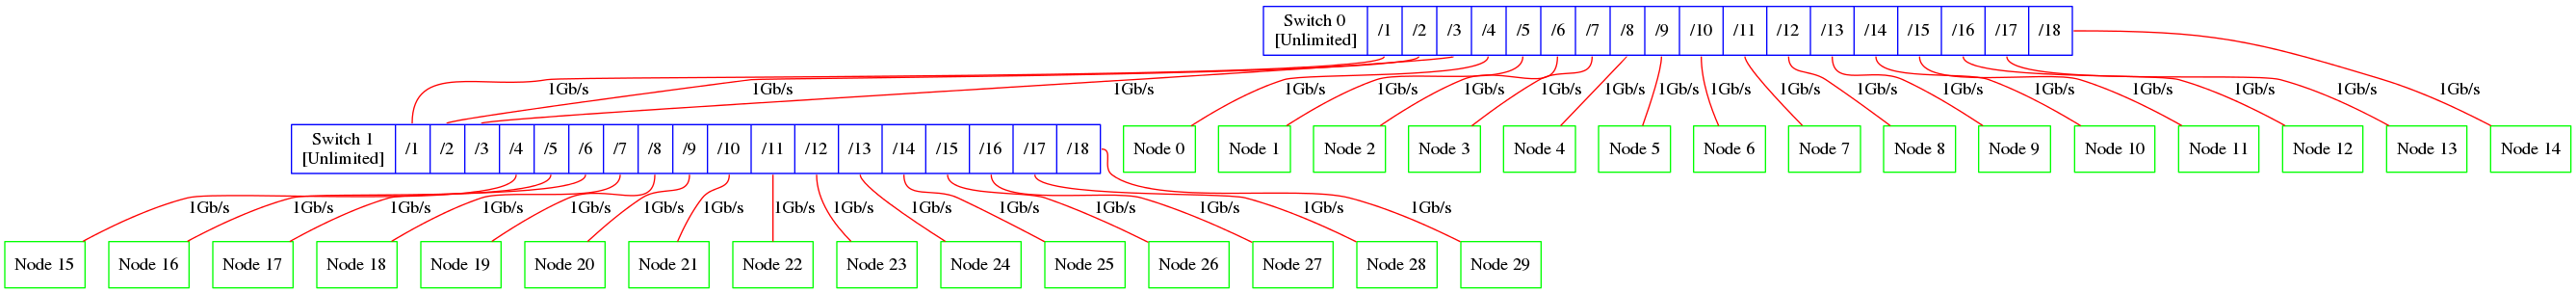 Switch 0
[Unlimited]
/1 /2 /3 /4 /5 /6 /7 /8 /9 /10 /11 /12 /13 /14 /15 /16 /17 /18
1Gb/s 1Gb/s 1Gb/s 1Gb/s 1Gb/s 1Gb/s 1Gb/s 1Gb/s 1Gb/s 1Gb/s 1Gb/s 1Gb/s 1Gb/s 1Gb/s 1Gb/s 1Gb/s 1Gb/s 1Gb/s
Switch 1
[Unlimited]
/1 /2 /3 /4 /5 /6 /7 /8 /9 /10 /11 /12 /13 /14 /15 /16 /17 /18
Node 0 Node 1 Node 2 Node 3 Node 4 Node 5 Node 6 Node 7 Node 8 Node 9 Node 10 Node 11 Node 12 Node 13 Node 14
1Gb/s 1Gb/s 1Gb/s 1Gb/s 1Gb/s 1Gb/s 1Gb/s 1Gb/s 1Gb/s 1Gb/s 1Gb/s 1Gb/s 1Gb/s 1Gb/s 1Gb/s
Node 15 Node 16 Node 17 Node 18 Node 19 Node 20 Node 21 Node 22 Node 23 Node 24 Node 25 Node 26 Node 27 Node 28 Node 29